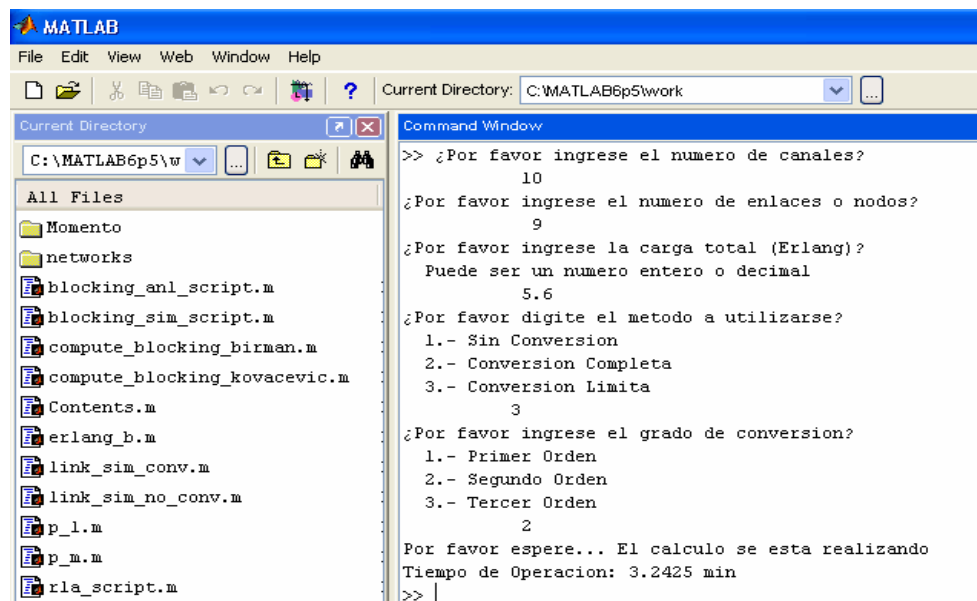 MATLAB
File Edit View Web Window Help
? Current Directory: C:\MATLAB6p5\work ...
Current Directory
C:\MATLAB6p5\w ...
All Files
Momento
networks
blocking_anl_script.m
blocking_sim_script.m
compute_blocking_birman.m
compute_blocking_kovacevic.m
Contents.m
erlang_b.m
link_sim_conv.m
link_sim_no_conv.m
p_l.m
p_m.m
rla_script.m
Command Window
>> ¿Por favor ingrese el numero de canales?
10
¿Por favor ingrese el numero de enlaces o nodos?
9
¿Por favor ingrese la carga total (Erlang)?
Puede ser un numero entero o decimal
5.6
¿Por favor digite el metodo a utilizarse?
1.- Sin Conversion
2.- Conversion Completa
3.- Conversion Limita
3
¿Por favor ingrese el grado de conversion?
1.- Primer Orden
2.- Segundo Orden
3.- Tercer Orden
2
Por favor espere... El calculo se esta realizando
Tiempo de Operacion: 3.2425 min
>>